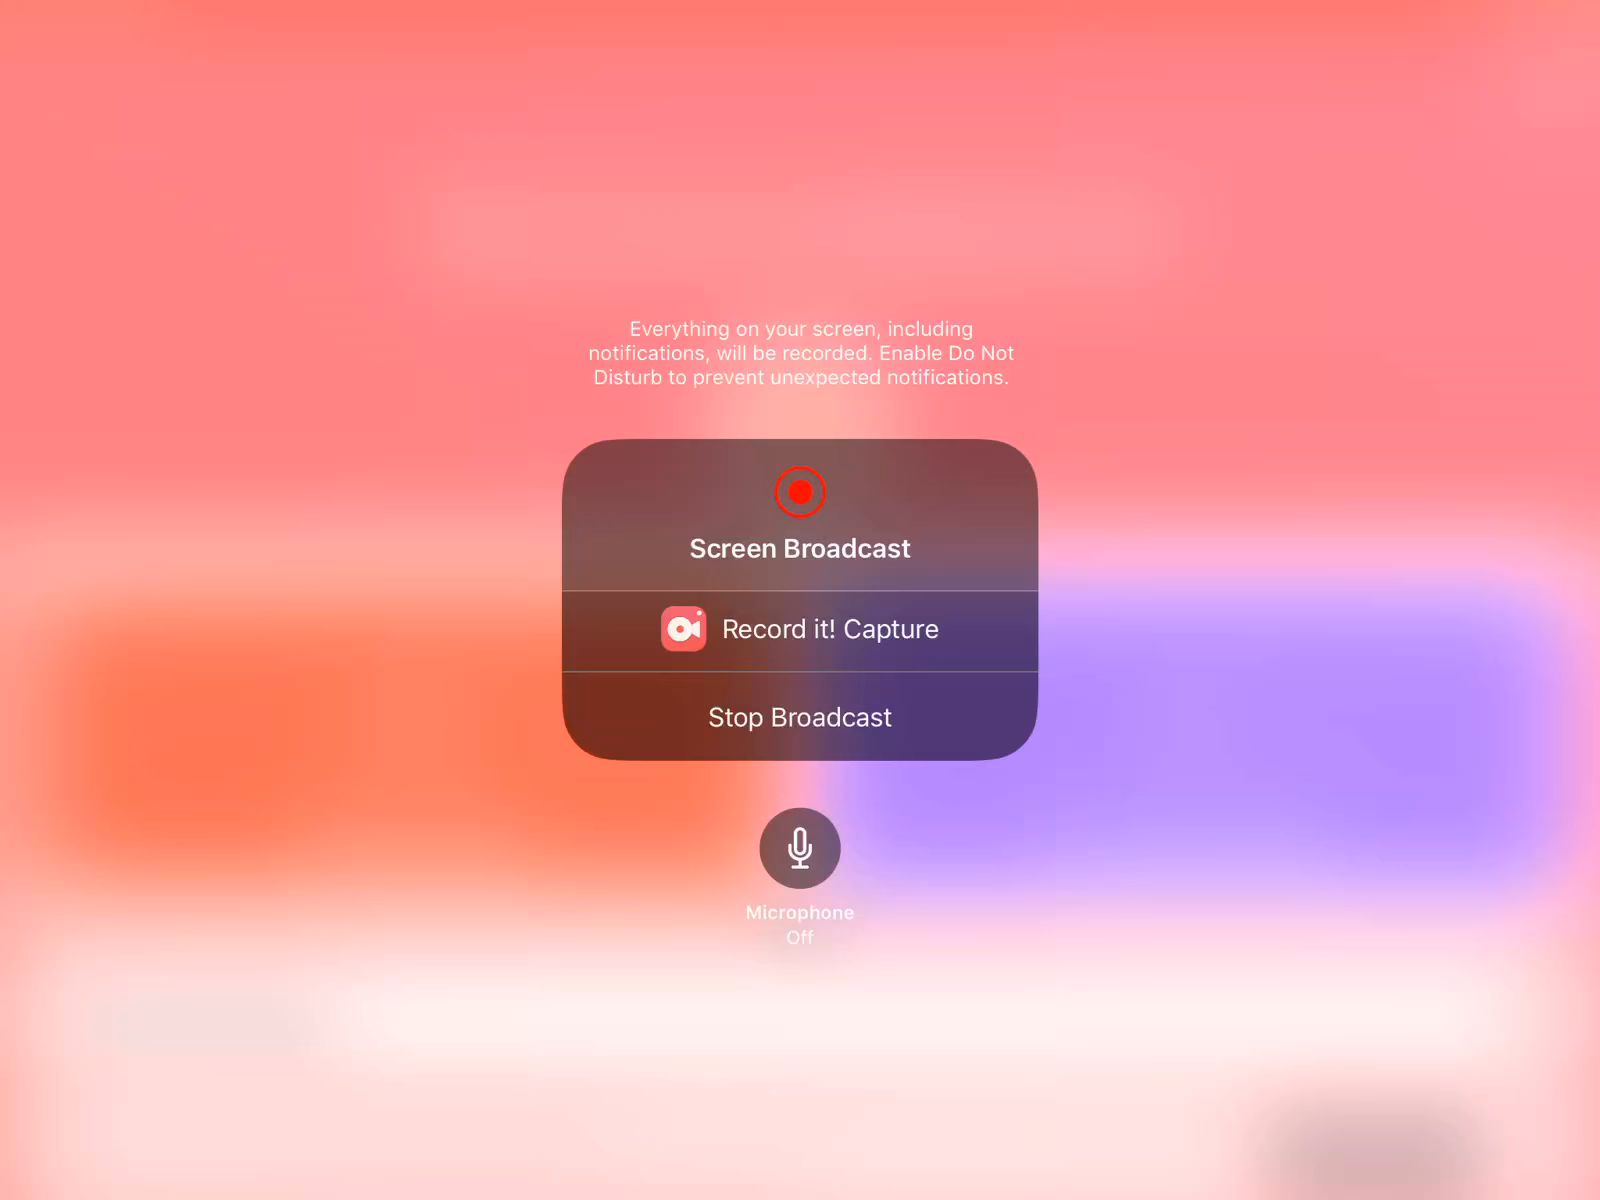 Everything on your screen, including
notifications, will be recorded. Enable Do Not
Disturb to prevent unexpected notifications.
Screen Broadcast
Record it! Capture
Stop Broadcast
Microphone
Off